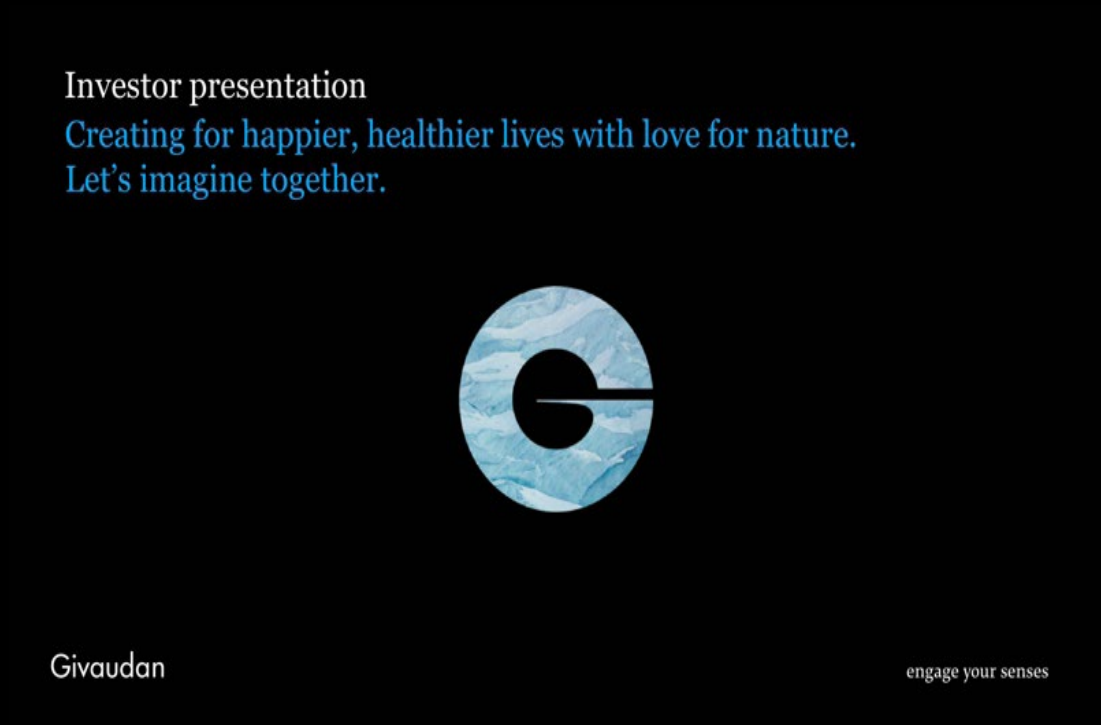 Investor presentation
Creating for happier, healthier lives with love for nature.
Let’s imagine together.
G
Givaudan
engage your senses